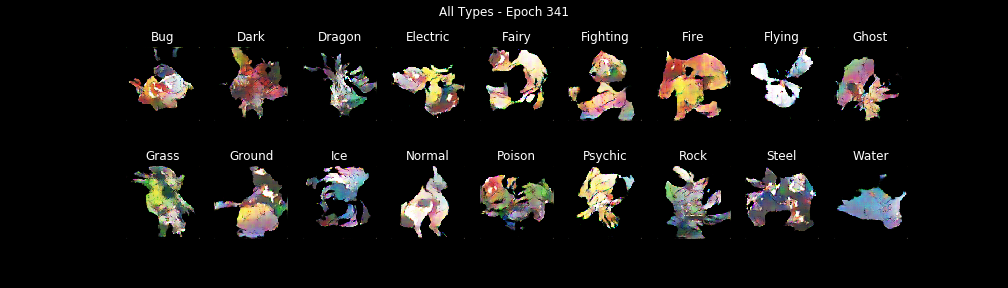 All Types - Epoch 341
Bug Dark Dragon Electric Fairy Fighting Fire Flying Ghost
Grass Ground Ice Normal Poison Psychic Rock Steel Water